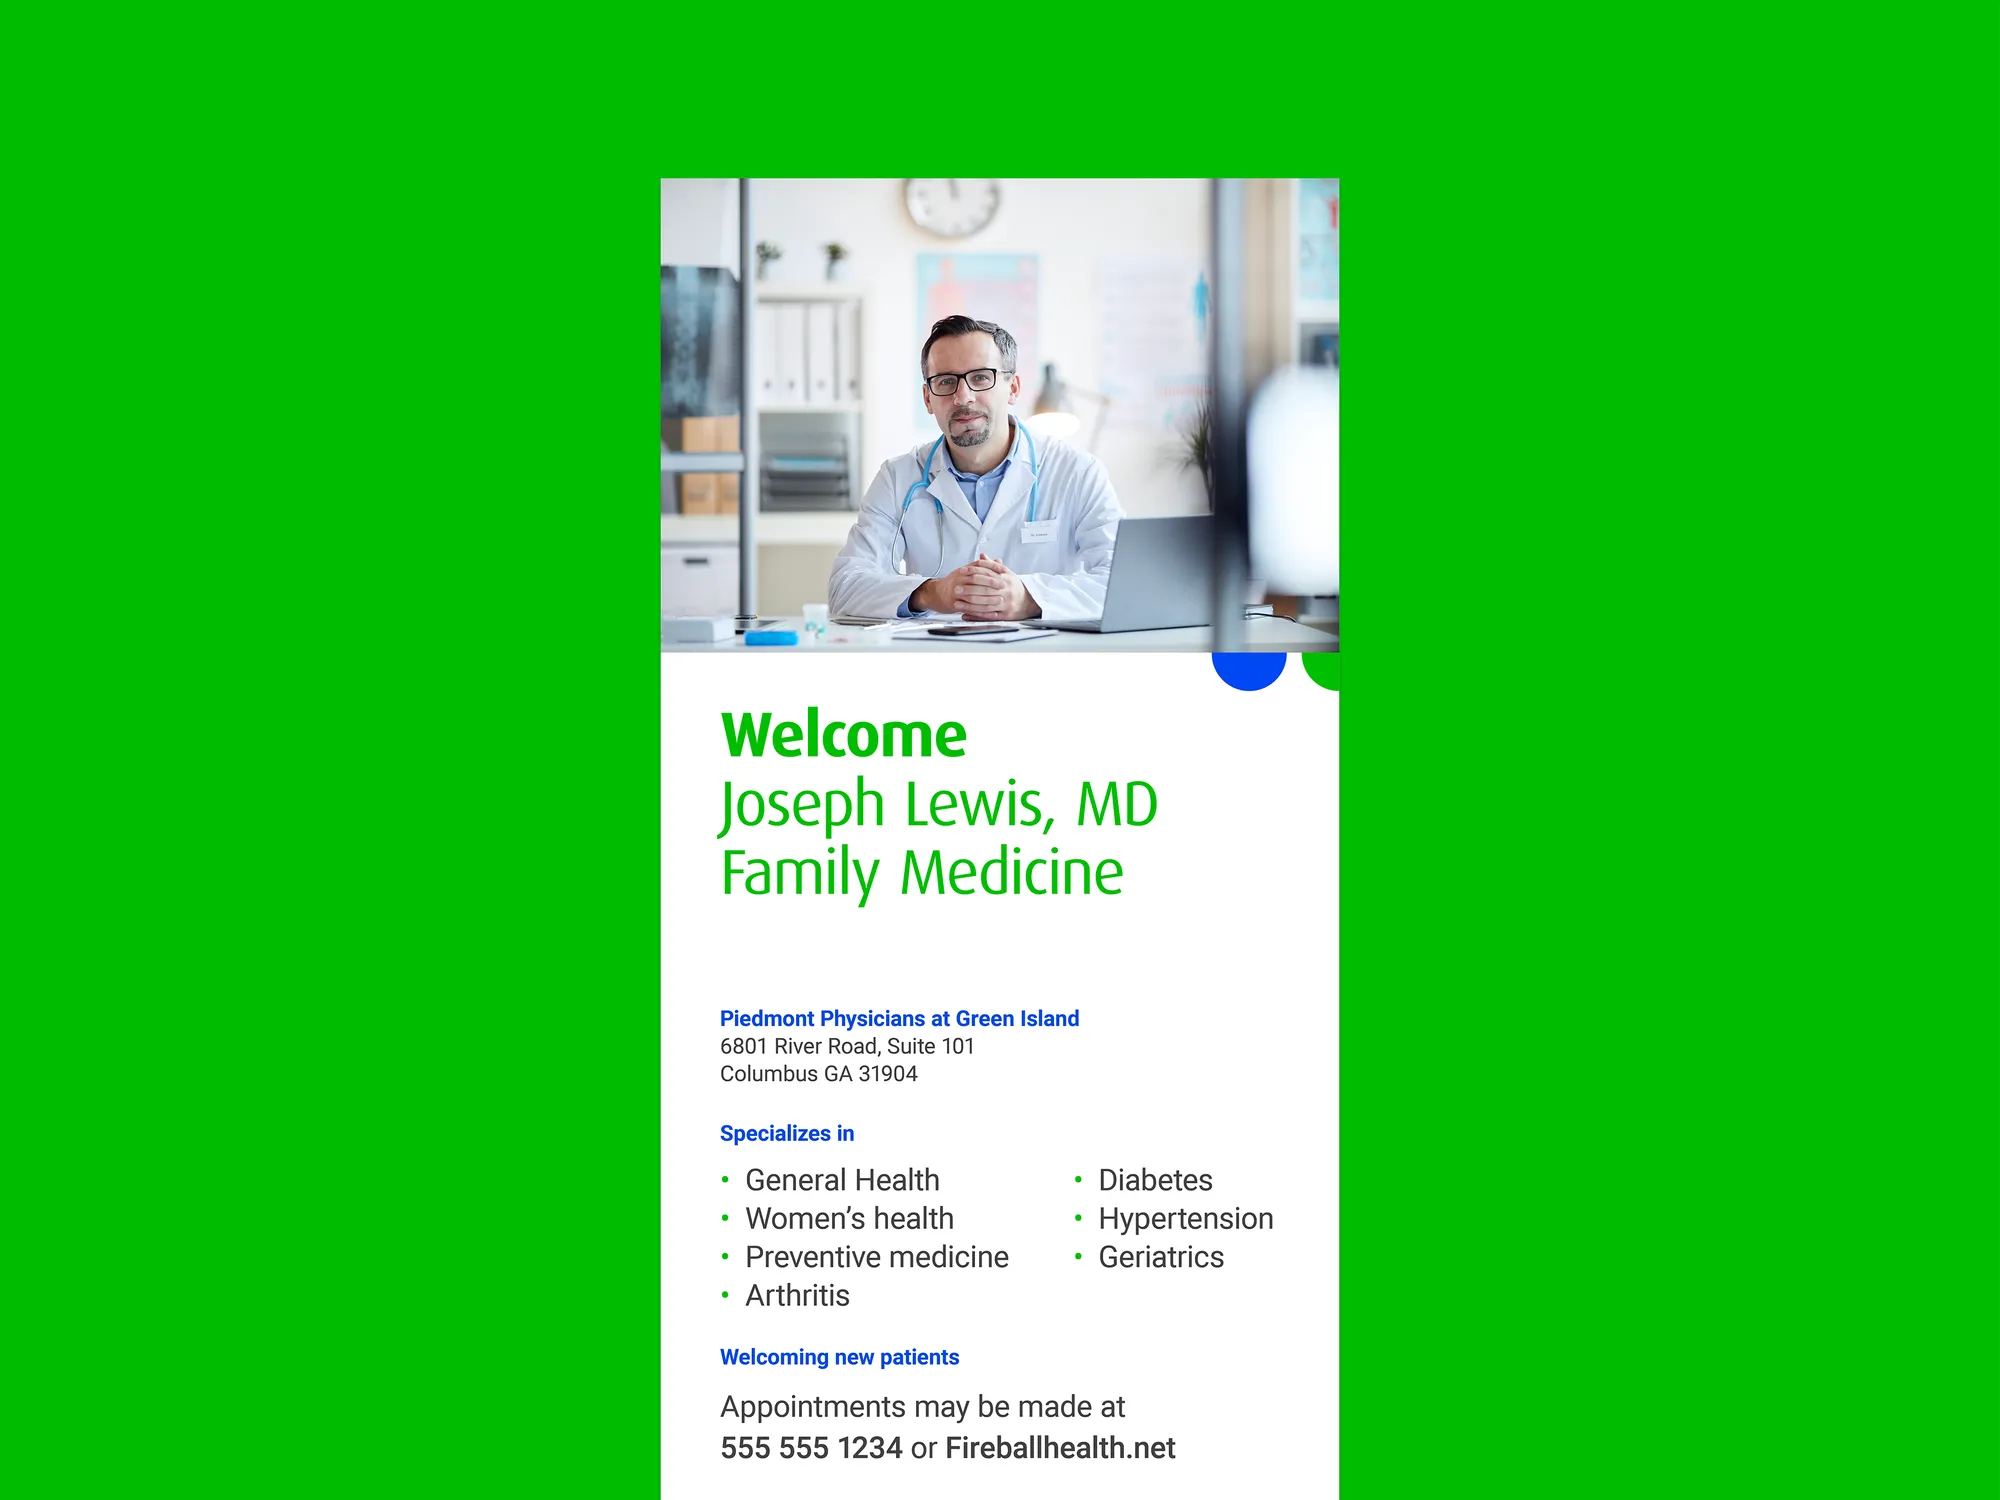 Welcome
Joseph Lewis, MD
Family Medicine
Piedmont Physicians at Green Island
6801 River Road, Suite 101
Columbus GA 31904
Specializes in
• General Health
• Women’s health
• Preventive medicine
• Arthritis
• Diabetes
• Hypertension
• Geriatrics
Welcoming new patients
Appointments may be made at
555 555 1234 or Fireballhealth.net